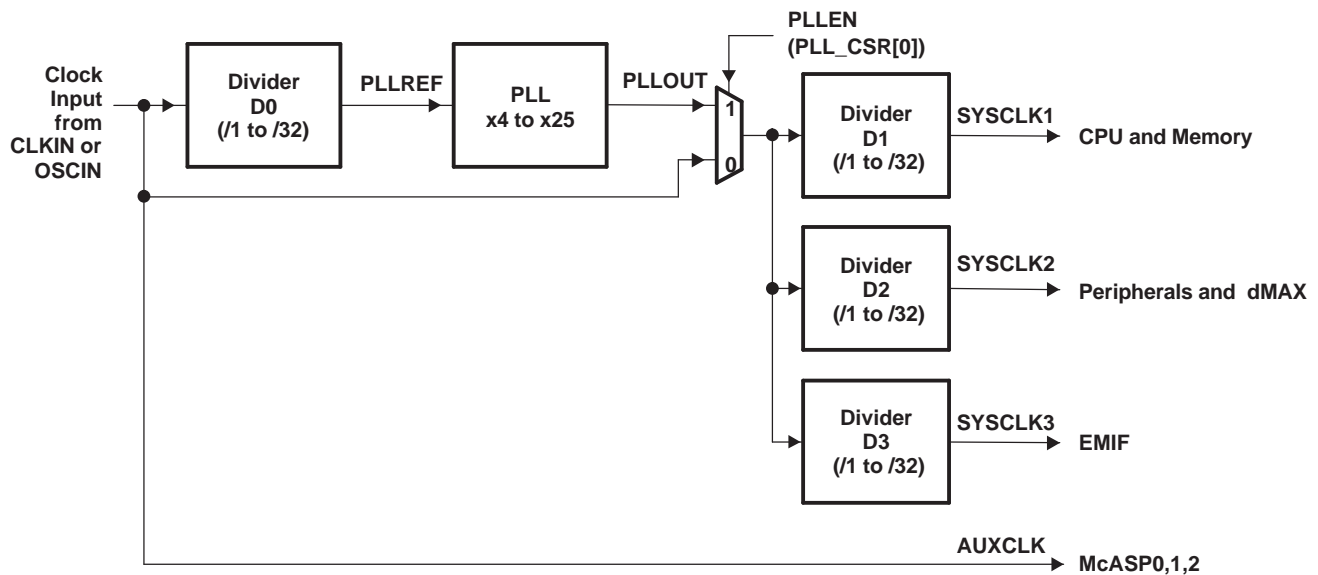 PLLEN
(PLL_CSR[0])
Clock
Input
from
CLKIN or
OSCIN
Divider
D0
(/1 to /32)
PLLREF
PLL
x4 to x25
PLLOUT
1
0
Divider
D1
(/1 to /32)
SYSCLK1
CPU and Memory
Divider
D2
(/1 to /32)
SYSCLK2
Peripherals and dMAX
Divider
D3
(/1 to /32)
SYSCLK3
EMIF
AUXCLK
McASP0,1,2